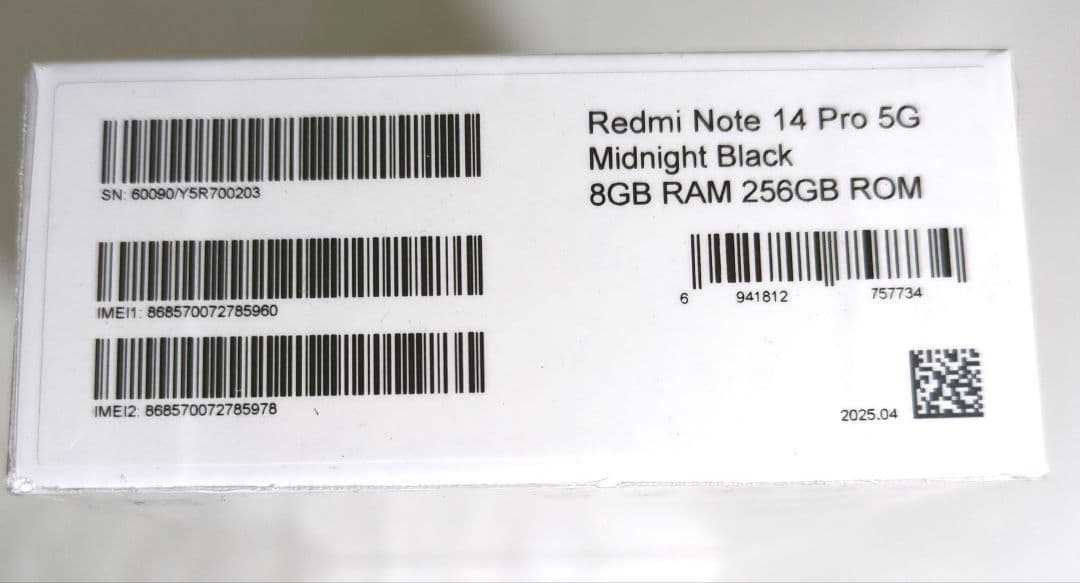 SN: 60090/Y5R700203
IMEI1: 868570072785960
IMEI2: 868570072785978
Redmi Note 14 Pro 5G
Midnight Black
8GB RAM 256GB ROM
6 941812 757734
2025.04